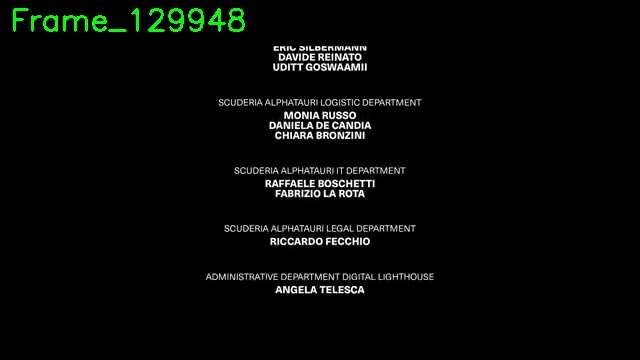 Frame_129948
ERIC SILBERMANN
DAVIDE REINATO
UDITT GOSWAAMII
SCUDERIA ALPHATAURI LOGISTIC DEPARTMENT
MONIA RUSSO
DANIELA DE CANDIA
CHIARA BRONZINI
SCUDERIA ALPHATAURI IT DEPARTMENT
RAFFAELE BOSCHETTI
FABRIZIO LA ROTA
SCUDERIA ALPHATAURI LEGAL DEPARTMENT
RICCARDO FECCHIO
ADMINISTRATIVE DEPARTMENT DIGITAL LIGHTHOUSE
ANGELA TELESCA